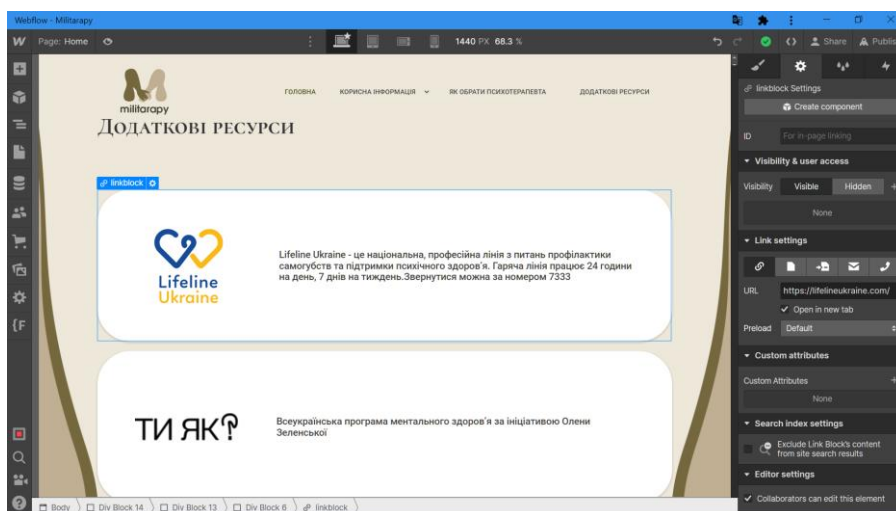 Webflow - Militarapy
Page: Home
1440 PX 68.3 %
Share
Publis
militarapy
ГОЛОВНА
КОРИСНА ІНФОРМАЦІЯ
ЯК ОБРАТИ ПСИХОТЕРАПЕВТА
ДОДАТКОВІ РЕСУРСИ
Додаткові ресурси
linkblock
Lifeline
Ukraine
Lifeline Ukraine - це національна, професійна лінія з питань профілактики
самогубств та підтримки психічного здоров'я. Гаряча лінія працює 24 години
на день, 7 днів на тиждень.Звернутися можна за номером 7333
ТИ ЯК?
Всеукраїнська програма ментального здоров'я за ініціативою Олени
Зеленської
Body
Div Block 14
Div Block 13
Div Block 6
linkblock
linkblock Settings
Create component
ID
For in-page linking
Visibility & user access
Visibility
Visible
Hidden
None
Link settings
URL
https://lifelineukraine.com/
Open in new tab
Preload
Default
Custom attributes
Custom Attributes
None
Search index settings
Exclude Link Block's content
from site search results
Editor settings
Collaborators can edit this element